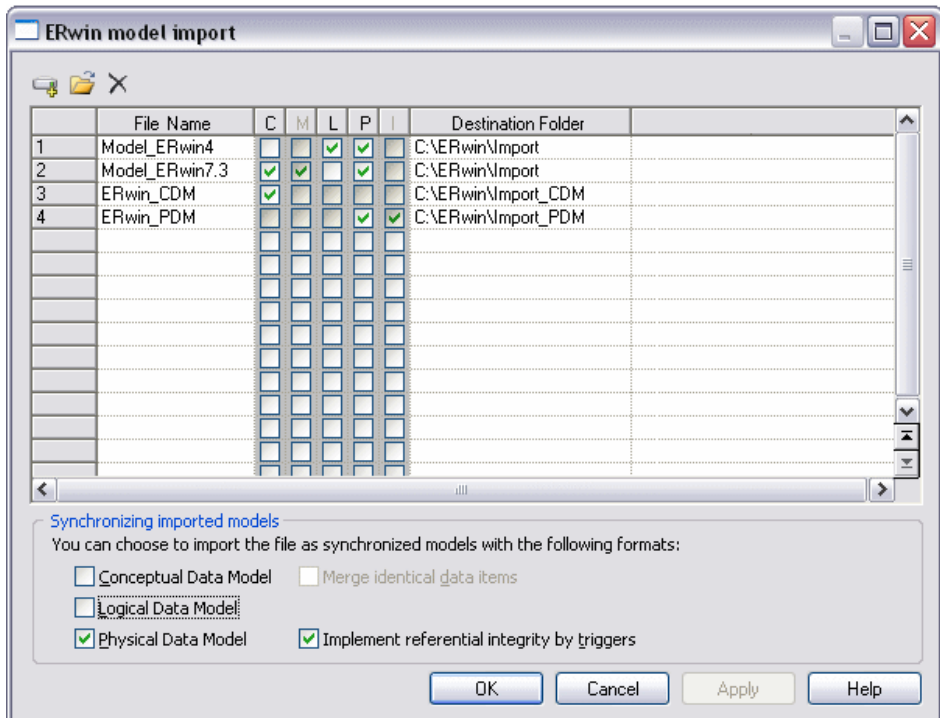 ERwin model import
File Name C M L P I Destination Folder
1 Model_ERwin4 C:\ERwin\Import
2 Model_ERwin7.3 C:\ERwin\Import
3 ERwin_CDM C:\ERwin\Import_CDM
4 ERwin_PDM C:\ERwin\Import_PDM
Synchronizing imported models
You can choose to import the file as synchronized models with the following formats:
Conceptual Data Model Merge identical data items
Logical Data Model
Physical Data Model Implement referential integrity by triggers
OK Cancel Apply Help